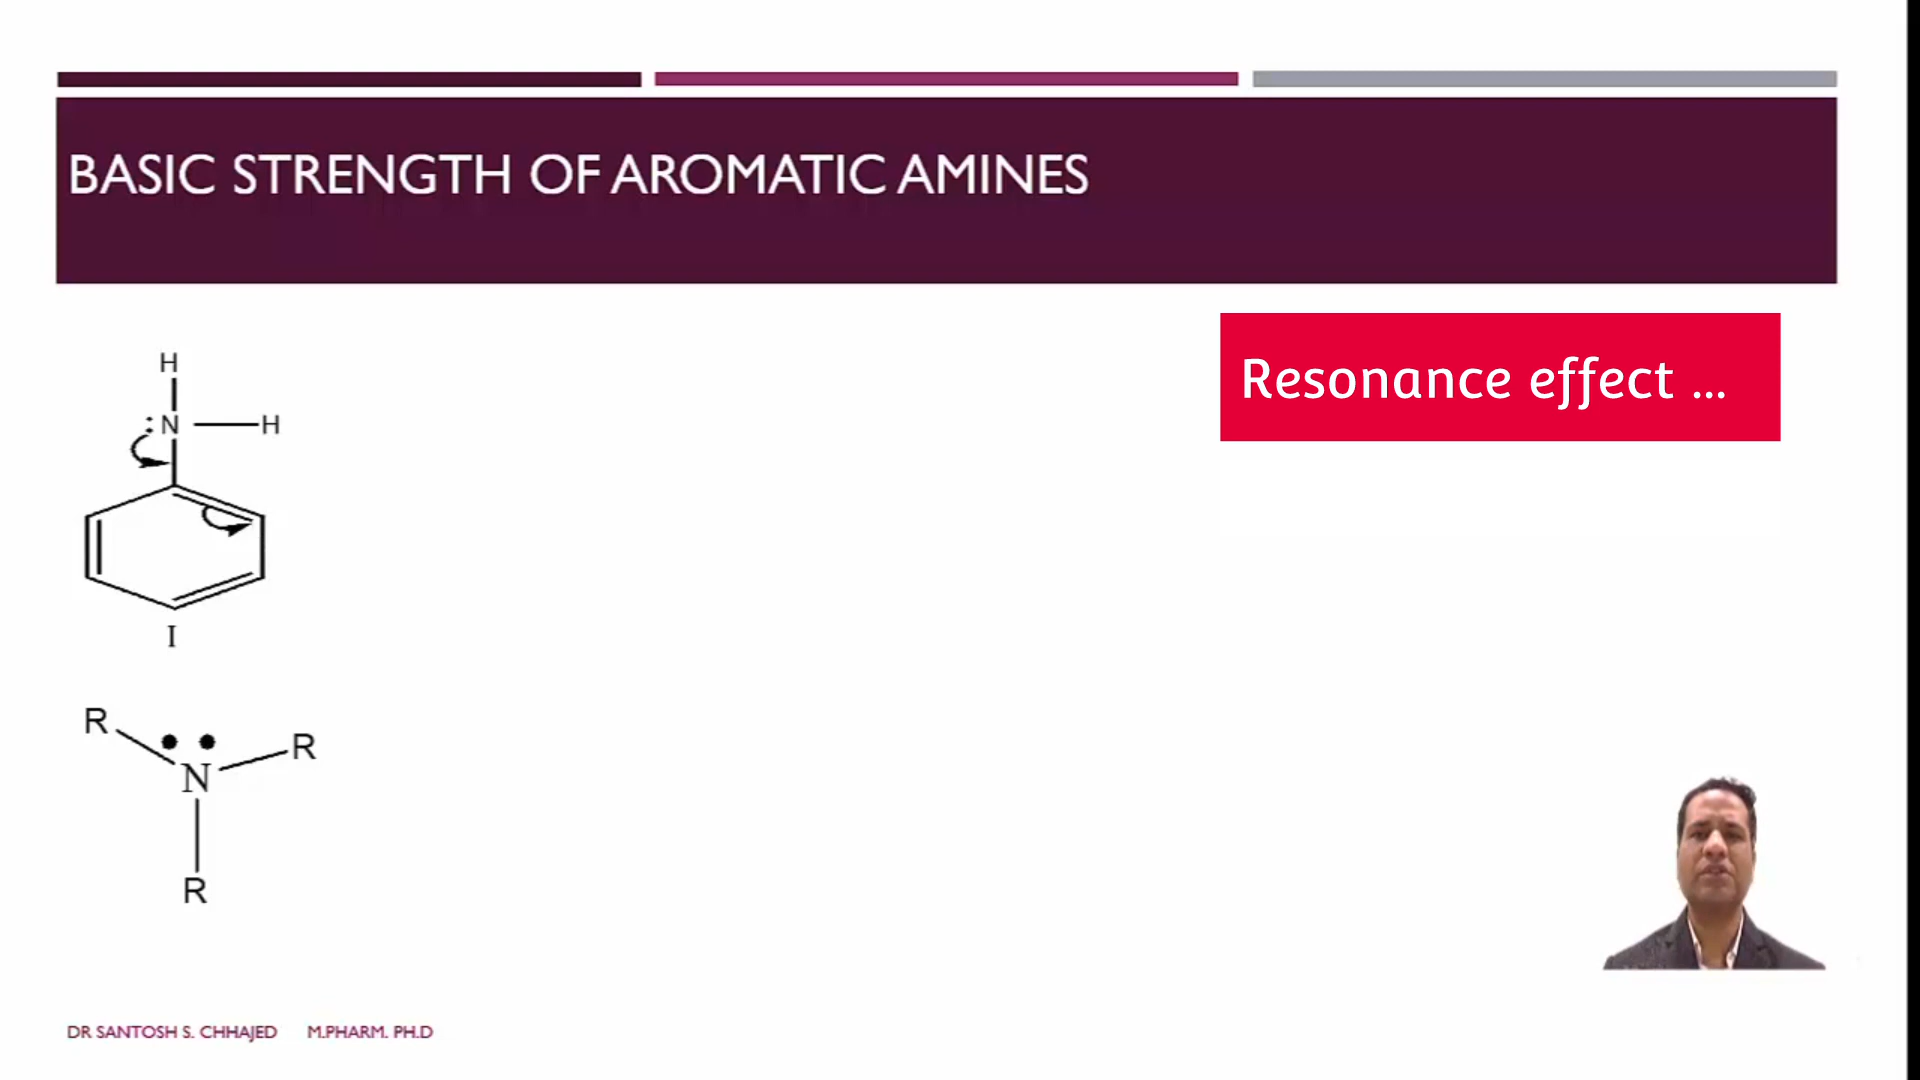 BASIC STRENGTH OF AROMATIC AMINES
Resonance effect ...
H
:N H
I
R
R
N
R
DR SANTOSH S. CHHAJED M.PHARM. PH.D